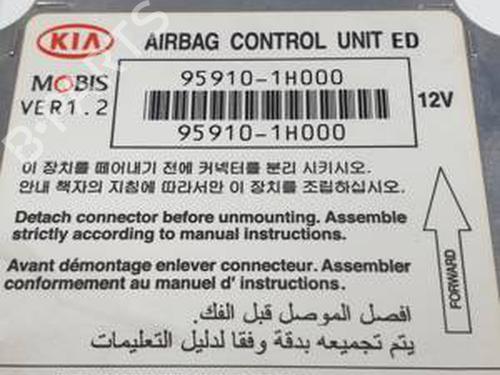 KIA AIRBAG CONTROL UNIT ED
MOBIS
VER1.2
95910-1H000
95910-1H000
12V
이 장치를 떼어내기 전에 커넥터를 분리 시키시오.
안내 책자의 지침에 따라서만 이 장치를 조립하십시오.
Detach connector before unmounting. Assemble
strictly according to manual instructions.
Avant démontage enlever connecteur. Assembler
conformement au manuel d' instructions.
افصل الموصل قبل الفك.
يتم تجميعه بدقة وفقا لدليل التعليمات
FORWARD
B-PARTS